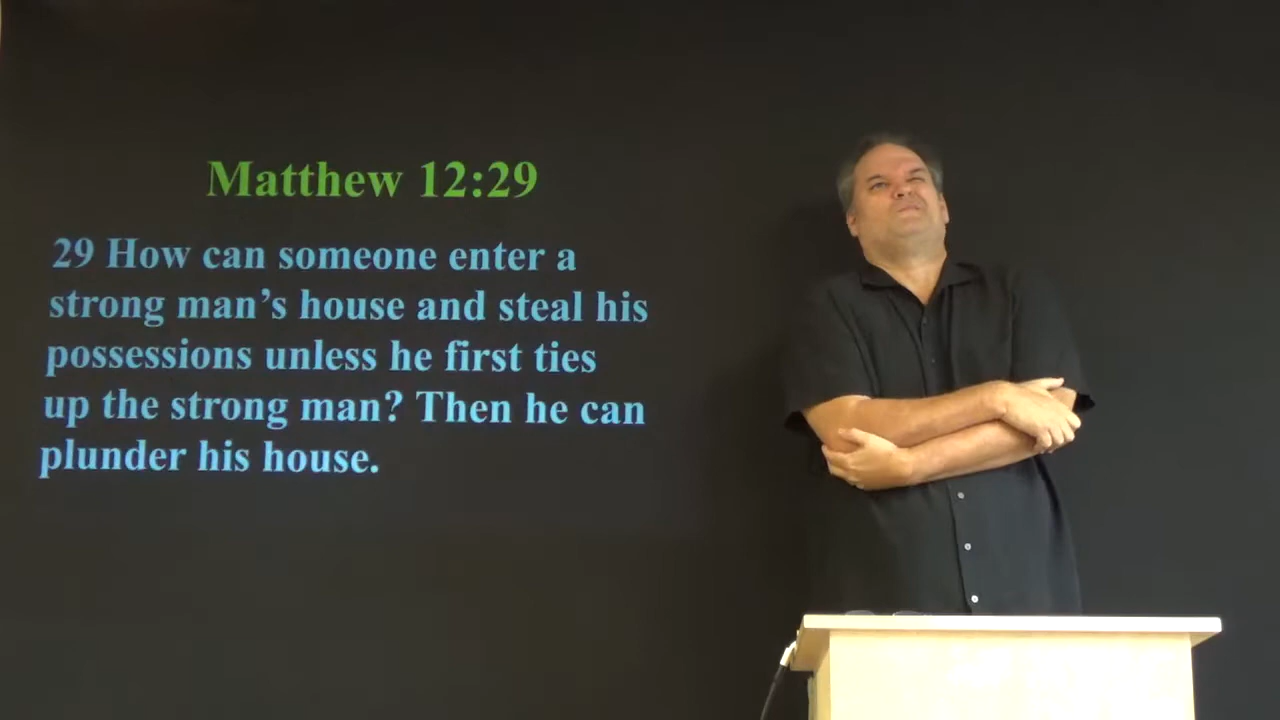 Matthew 12:29
29 How can someone enter a
strong man’s house and steal his
possessions unless he first ties
up the strong man? Then he can
plunder his house.